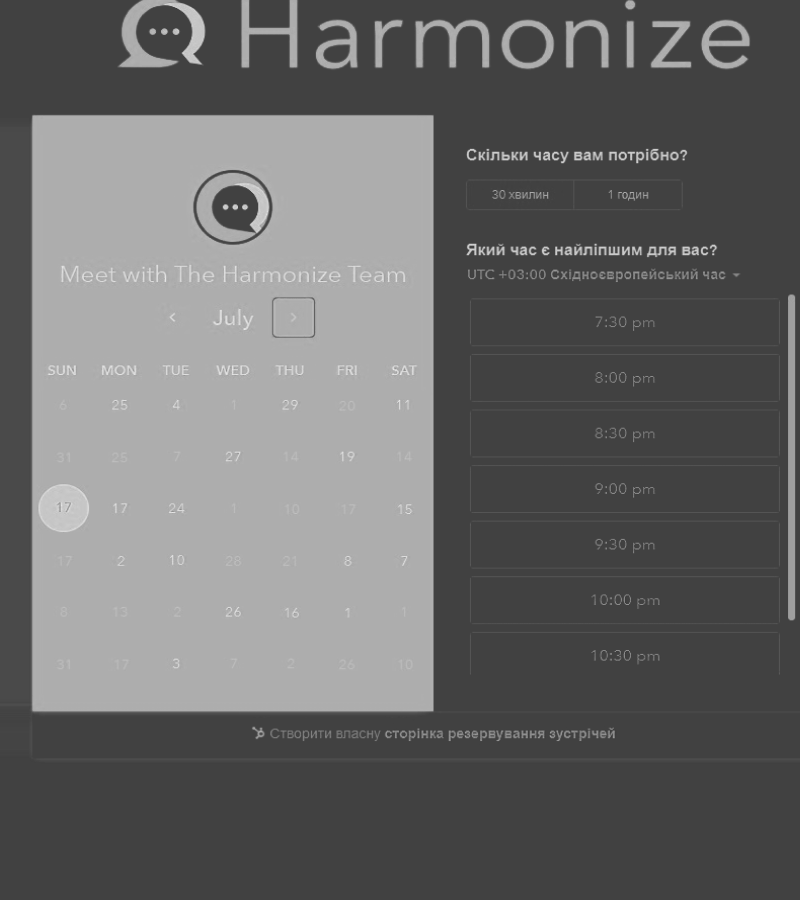 Harmonize
Meet with The Harmonize Team
July
SUN MON TUE WED THU FRI SAT
6 25 4 1 29 20 11
31 25 7 27 14 19 14
17 17 24 1 10 17 15
17 2 10 28 21 8 7
8 13 2 26 16 1 1
31 17 3 7 2 26 10
Скільки часу вам потрібно?
30 хвилин 1 годин
Який час є найліпшим для вас?
UTC +03:00 Східноєвропейський час
7:30 pm
8:00 pm
8:30 pm
9:00 pm
9:30 pm
10:00 pm
10:30 pm
Створити власну сторінка резервування зустрічей